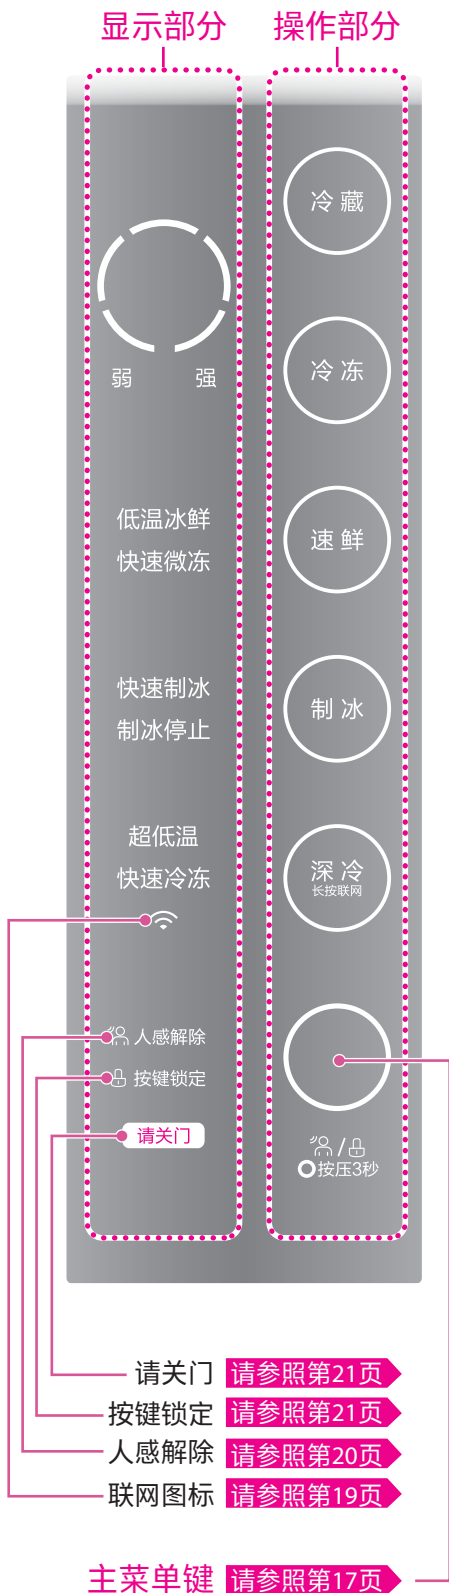 显示部分 操作部分
冷藏
弱 强
冷冻
低温冰鲜
快速微冻
速鲜
快速制冰
制冰停止
制冰
超低温
快速冷冻
深冷
长按联网
人感解除
按键锁定
请关门
/
按压3秒
请关门 请参照第21页
按键锁定 请参照第21页
人感解除 请参照第20页
联网图标 请参照第19页
主菜单键 请参照第17页